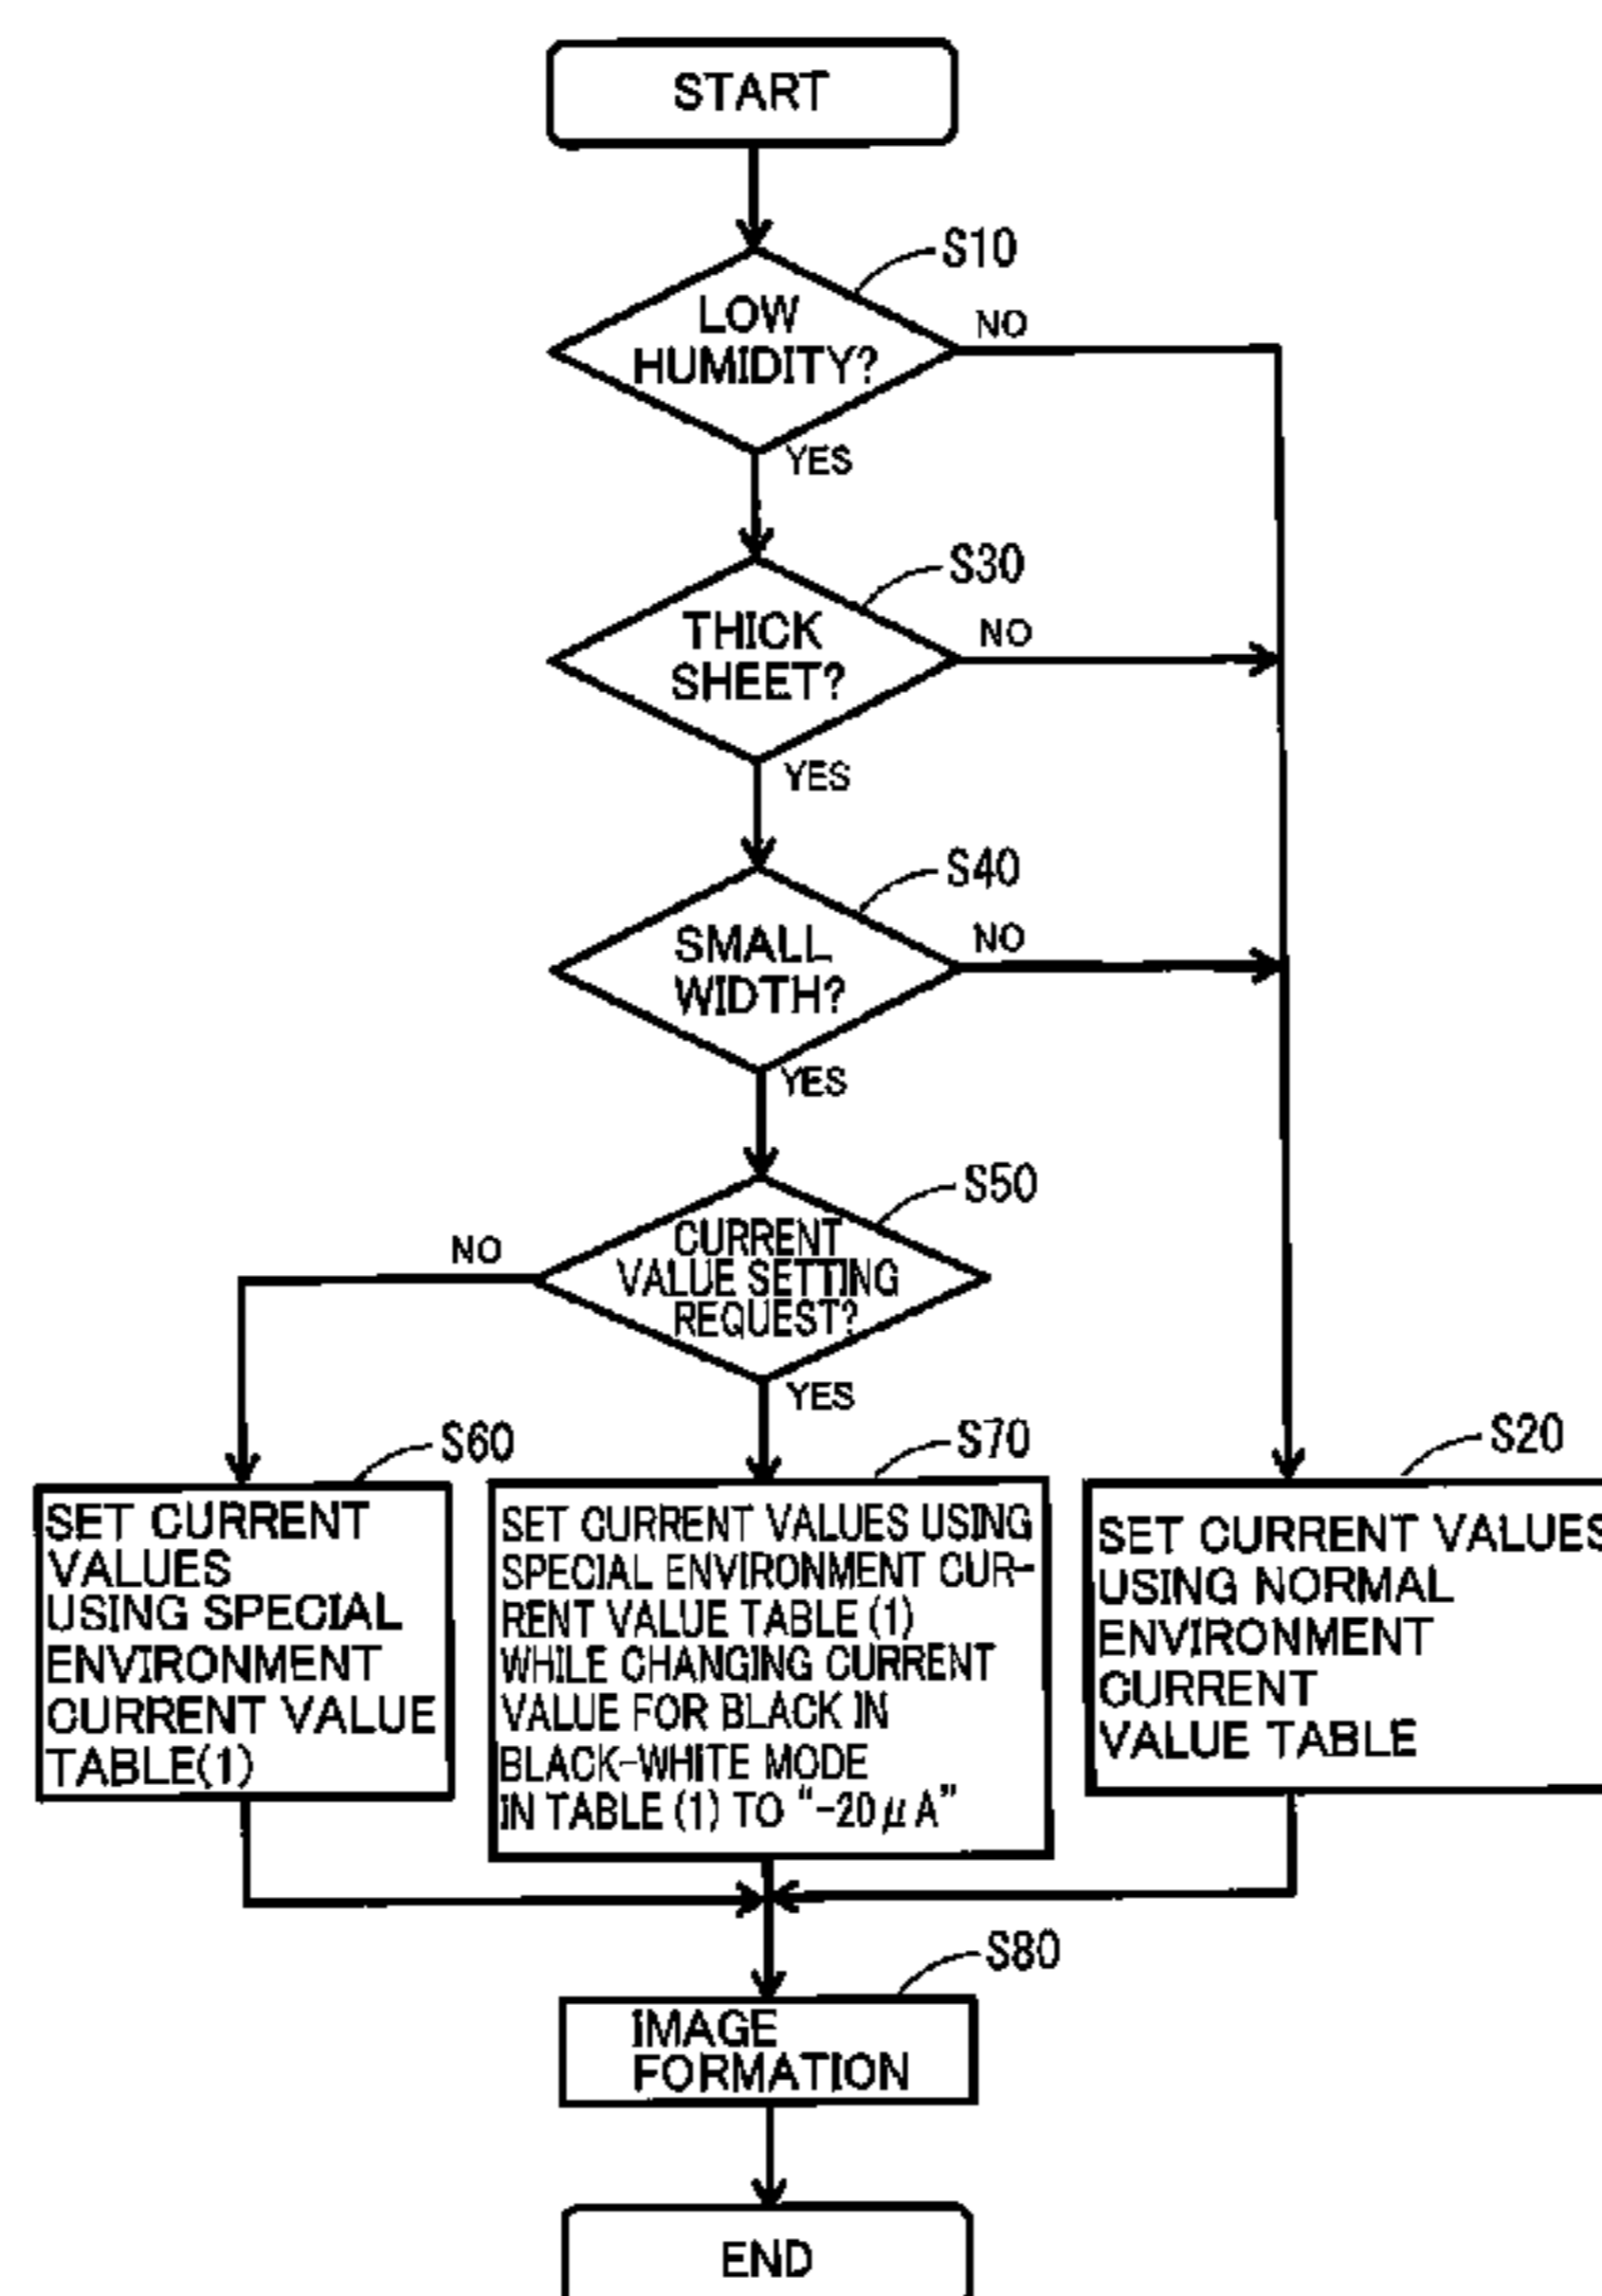 START
S10
LOW
HUMIDITY?
NO
YES
S30
THICK
SHEET?
NO
YES
S40
SMALL
WIDTH?
NO
YES
S50
CURRENT
VALUE SETTING
REQUEST?
NO
YES
S60
SET CURRENT
VALUES
USING SPECIAL
ENVIRONMENT
CURRENT VALUE
TABLE(1)
S70
SET CURRENT VALUES USING
SPECIAL ENVIRONMENT CUR-
RENT VALUE TABLE (1)
WHILE CHANGING CURRENT
VALUE FOR BLACK IN
BLACK-WHITE MODE
IN TABLE (1) TO “-20μA”
S20
SET CURRENT VALUES
USING NORMAL
ENVIRONMENT
CURRENT
VALUE TABLE
S80
IMAGE
FORMATION
END